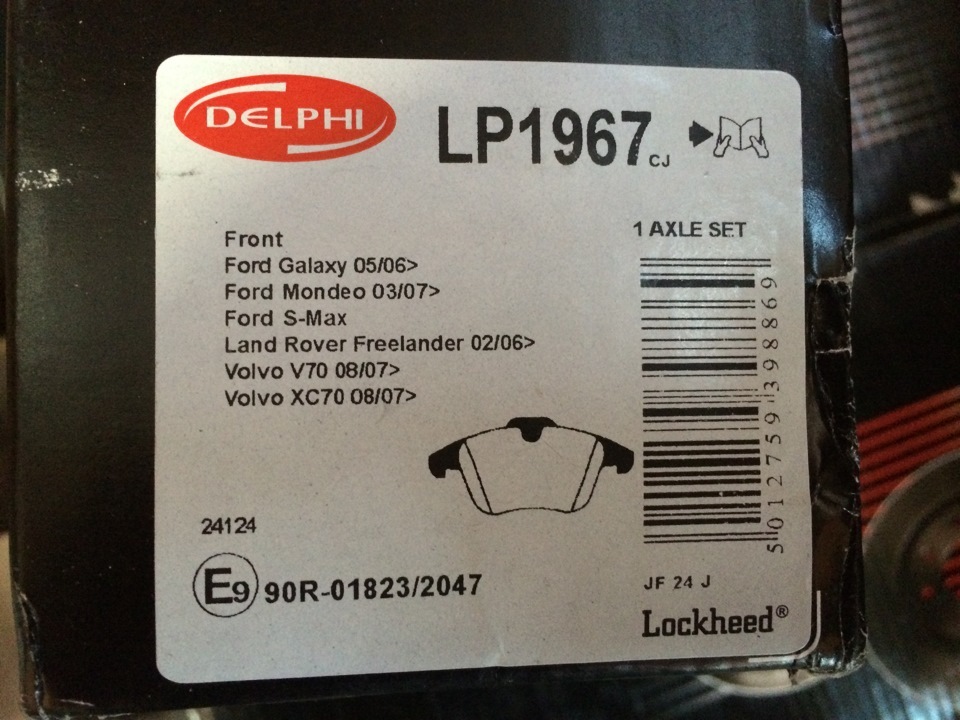 DELPHI
LP1967 CJ
1 AXLE SET
Front
Ford Galaxy 05/06>
Ford Mondeo 03/07>
Ford S-Max
Land Rover Freelander 02/06>
Volvo V70 08/07>
Volvo XC70 08/07>
5 012759 398869
24124
E9 90R-01823/2047
JF 24 J
Lockheed®